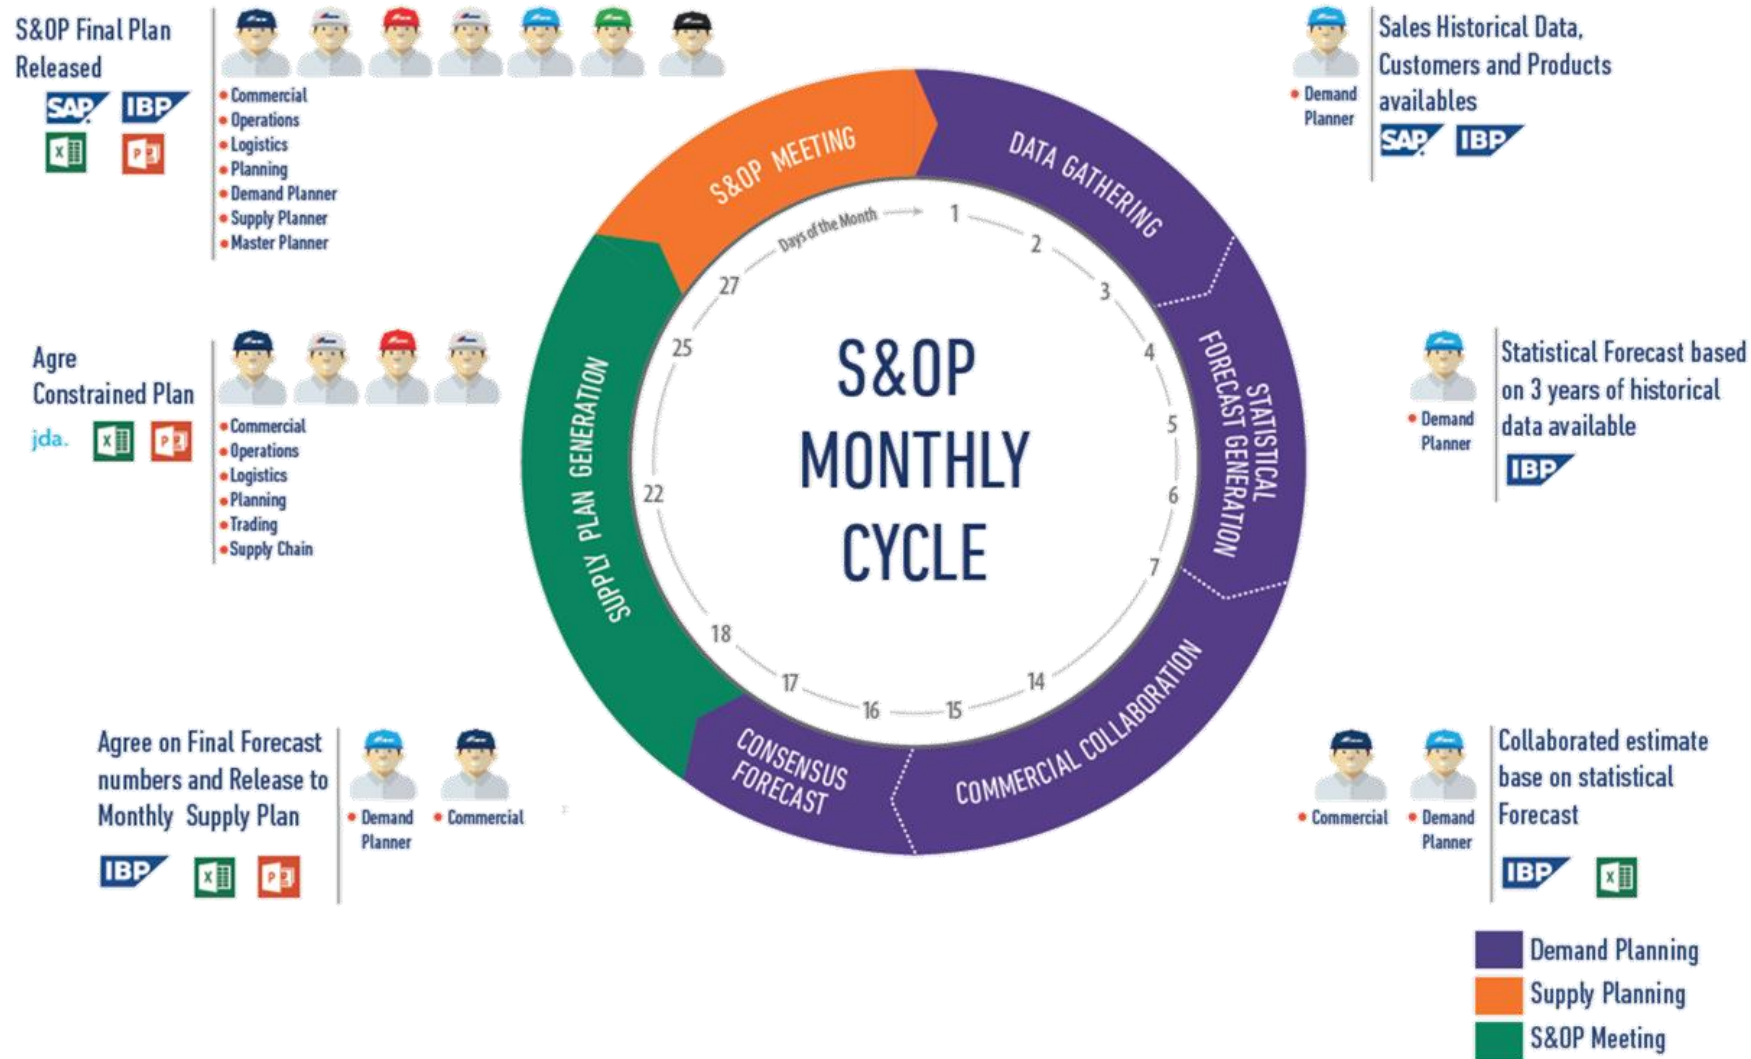 S&OP Final Plan
Released
SAP IBP
• Commercial
• Operations
• Logistics
• Planning
• Demand Planner
• Supply Planner
• Master Planner
Sales Historical Data,
Customers and Products
availables
• Demand
Planner
SAP IBP
S&OP MEETING
DATA GATHERING
STATISTICAL
FORECAST GENERATION
COMMERCIAL COLLABORATION
CONSENSUS
FORECAST
SUPPLY PLAN GENERATION
Days of the Month
1
2
3
4
5
6
7
14
15
16
17
18
22
25
27
S&OP
MONTHLY
CYCLE
Agre
Constrained Plan
jda.
• Commercial
• Operations
• Logistics
• Planning
• Trading
• Supply Chain
Statistical Forecast based
on 3 years of historical
data available
• Demand
Planner
IBP
Agree on Final Forecast
numbers and Release to
Monthly Supply Plan
IBP
• Demand
Planner
• Commercial
Collaborated estimate
base on statistical
Forecast
• Commercial
• Demand
Planner
IBP
Demand Planning
Supply Planning
S&OP Meeting